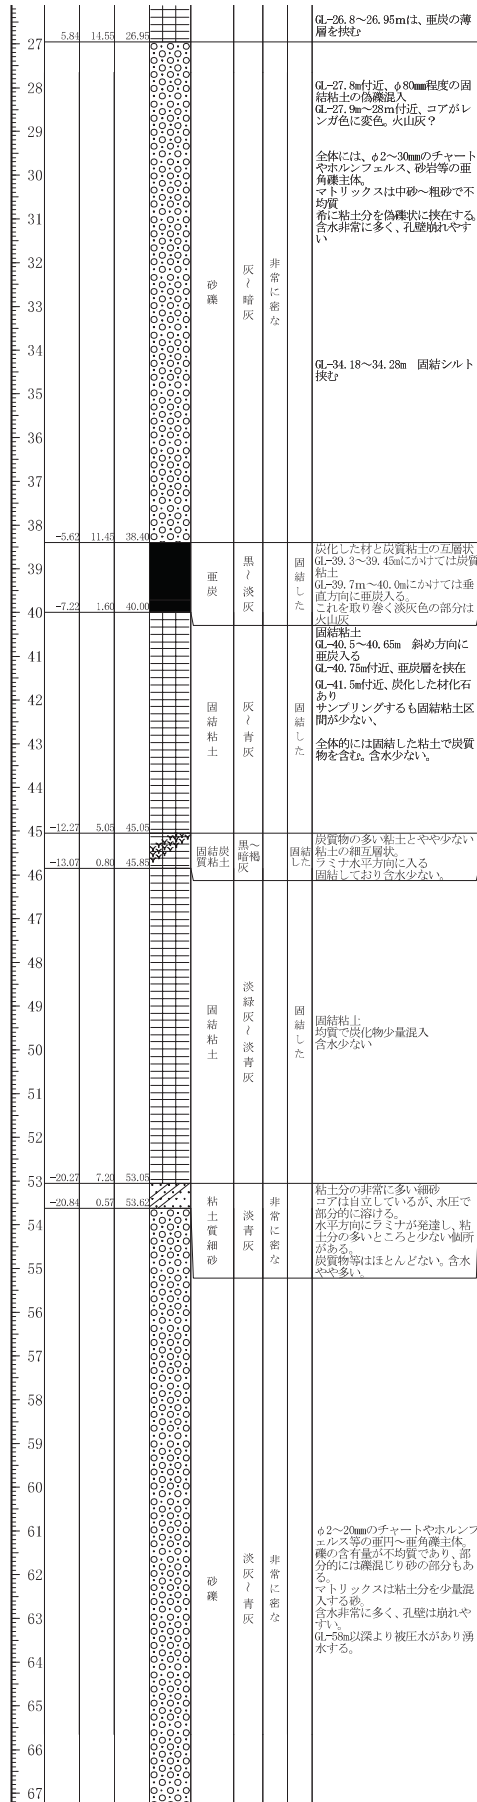 GL-26.8～26.95mは、亜炭の薄
層を挟む
5.84 14.55 26.95
27
28
29
30
31
32
33
34
35
36
37
38
GL-27.8m付近、φ80mm程度の固
結粘土の偽礫混入
GL-27.9m～28m付近、コアがレ
ンガ色に変色。火山灰？
全体には、φ2～30mmのチャート
やホルンフェルス、砂岩等の亜
角礫主体。
マトリックスは中砂～粗砂で不
均質
希に粘土分を偽礫状に挟在する。
含水非常に多く、孔壁崩れやす
い
砂礫
灰～暗灰
非常に密な
GL-34.18～34.28m 固結シルト
挟む
-5.62 11.45 38.40
39
亜炭
黒～淡灰
固結した
炭化した材と炭質粘土の互層状
GL-39.3～39.45mにかけては炭質
粘土
GL-39.7m～40.0mにかけては垂
直方向に亜炭入る。
これを取り巻く淡灰色の部分は
火山灰
-7.22 1.60 40.00
40
41
42
43
44
固結粘土
灰～青灰
固結した
固結粘土
GL-40.5～40.65m 斜め方向に
亜炭入る
GL-40.75m付近、亜炭層を挟在
GL-41.5m付近、炭化した材化石
あり
サンプリングするも固結粘土区
間が少ない、
全体的には固結した粘土で炭質
物を含む。含水少ない。
-12.27 5.05 45.05
45
固結炭
質粘土
黒～
暗褐
灰
固結
した
炭質物の多い粘土とやや少ない
粘土の細互層状。
ラミナ水平方向に入る
固結しており含水少ない。
-13.07 0.80 45.85
46
47
48
49
50
51
52
固結粘土
淡緑灰～淡青灰
固結した
固結粘土
均質で炭化物少量混入
含水少ない
-20.27 7.20 53.05
53
粘土質細砂
淡青灰
非常に密な
粘土分の非常に多い細砂
コアは自立しているが、水圧で
部分的に溶ける。
水平方向にラミナが発達し、粘
土分の多いところと少ない個所
がある。
炭質物等はほとんどない。含水
やや多い。
-20.84 0.57 53.62
54
55
56
57
58
59
60
61
62
63
64
65
66
67
砂礫
淡灰～青灰
非常に密な
φ2～20mmのチャートやホルンフ
ェルス等の亜円～亜角礫主体。
礫の含有量が不均質であり、部
分的には礫混じり砂の部分もあ
る。
マトリックスは粘土分を少量混
入する砂。
含水非常に多く、孔壁は崩れや
すい。
GL-58m以深より被圧水があり湧
水する。